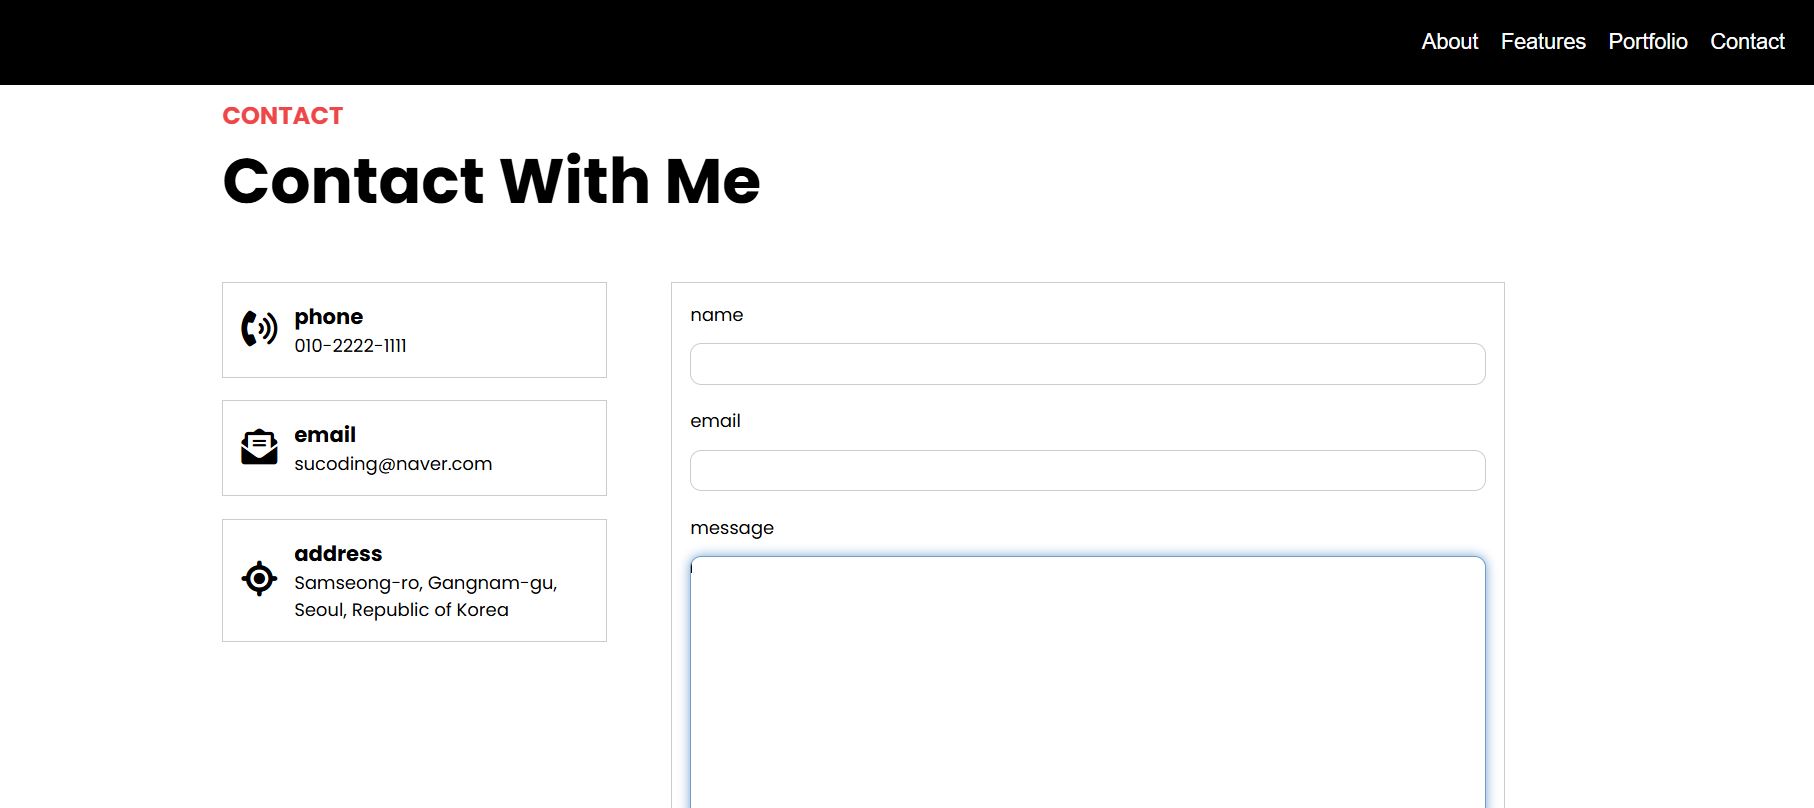 About Features Portfolio Contact
CONTACT
Contact With Me
phone
010-2222-1111
email
sucoding@naver.com
address
Samseong-ro, Gangnam-gu,
Seoul, Republic of Korea
name
email
message